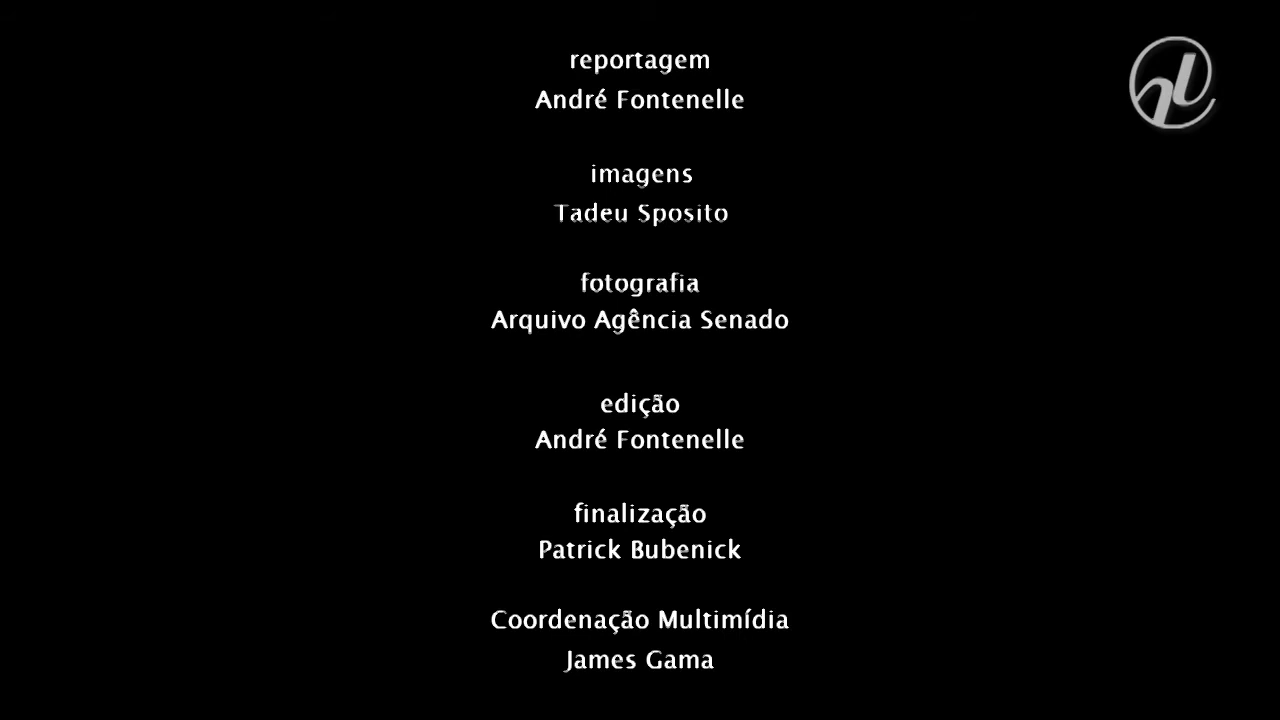 reportagem
André Fontenelle
imagens
Tadeu Sposito
fotografia
Arquivo Agência Senado
edição
André Fontenelle
finalização
Patrick Bubenick
Coordenação Multimídia
James Gama